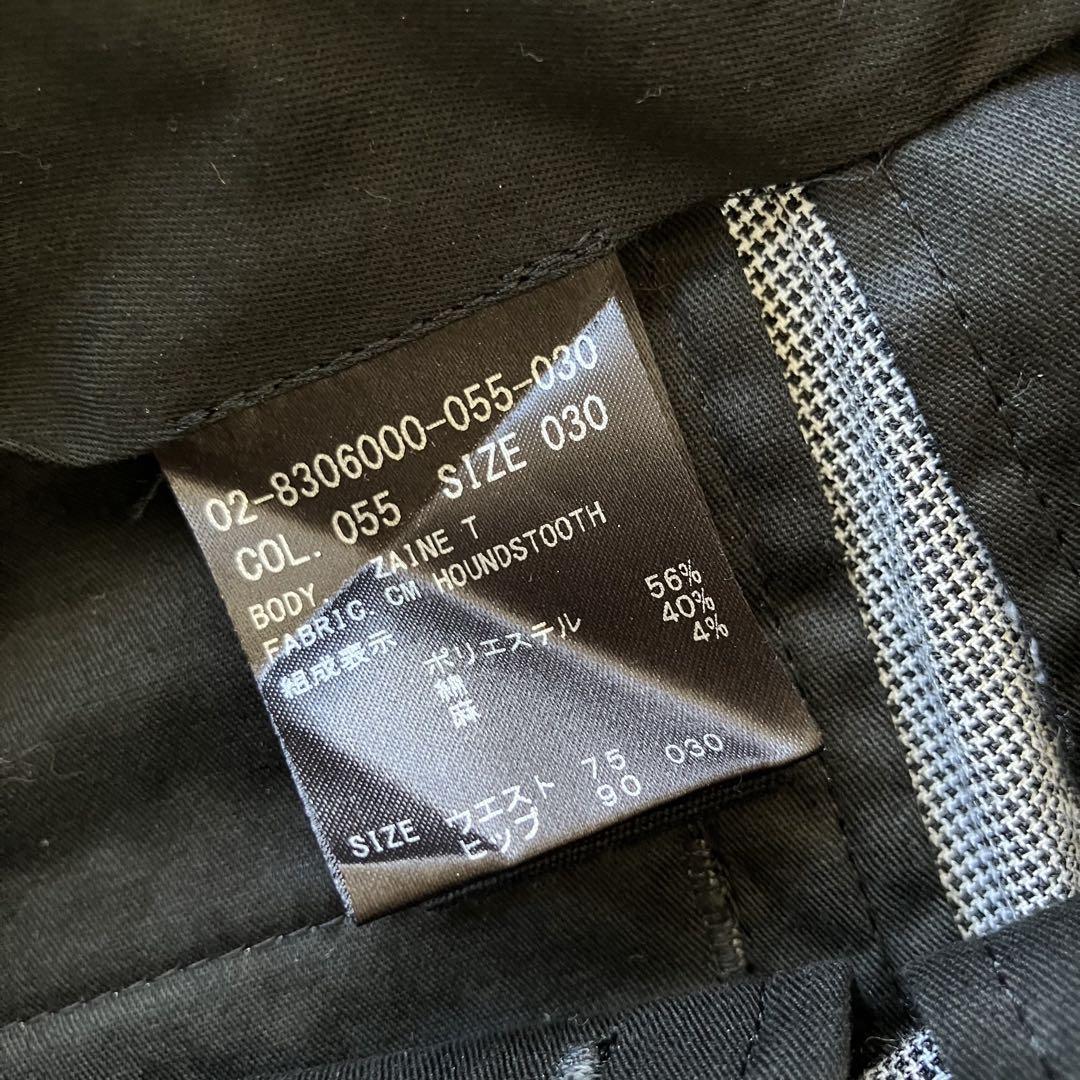 02-8306000-055-030
COL. 055 SIZE 030
BODY ZAINE T
FABRIC CM HOUNDSTOOTH
組成表示 ポリエステル 56%
綿 40%
麻 4%
SIZE ウエスト 75 030
ヒップ 90